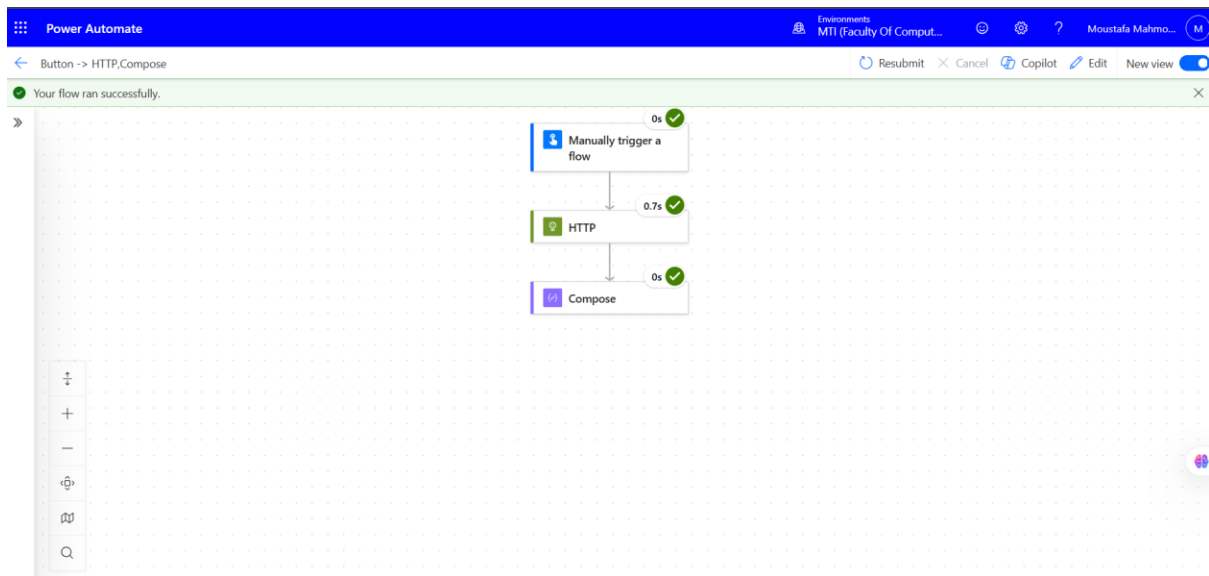 Power Automate
Environments
MTI (Faculty Of Comput...
?
Moustafa Mahmo...
M
Button -> HTTP,Compose
Resubmit
Cancel
Copilot
Edit
New view
Your flow ran successfully.
0s
Manually trigger a
flow
0.7s
HTTP
0s
Compose